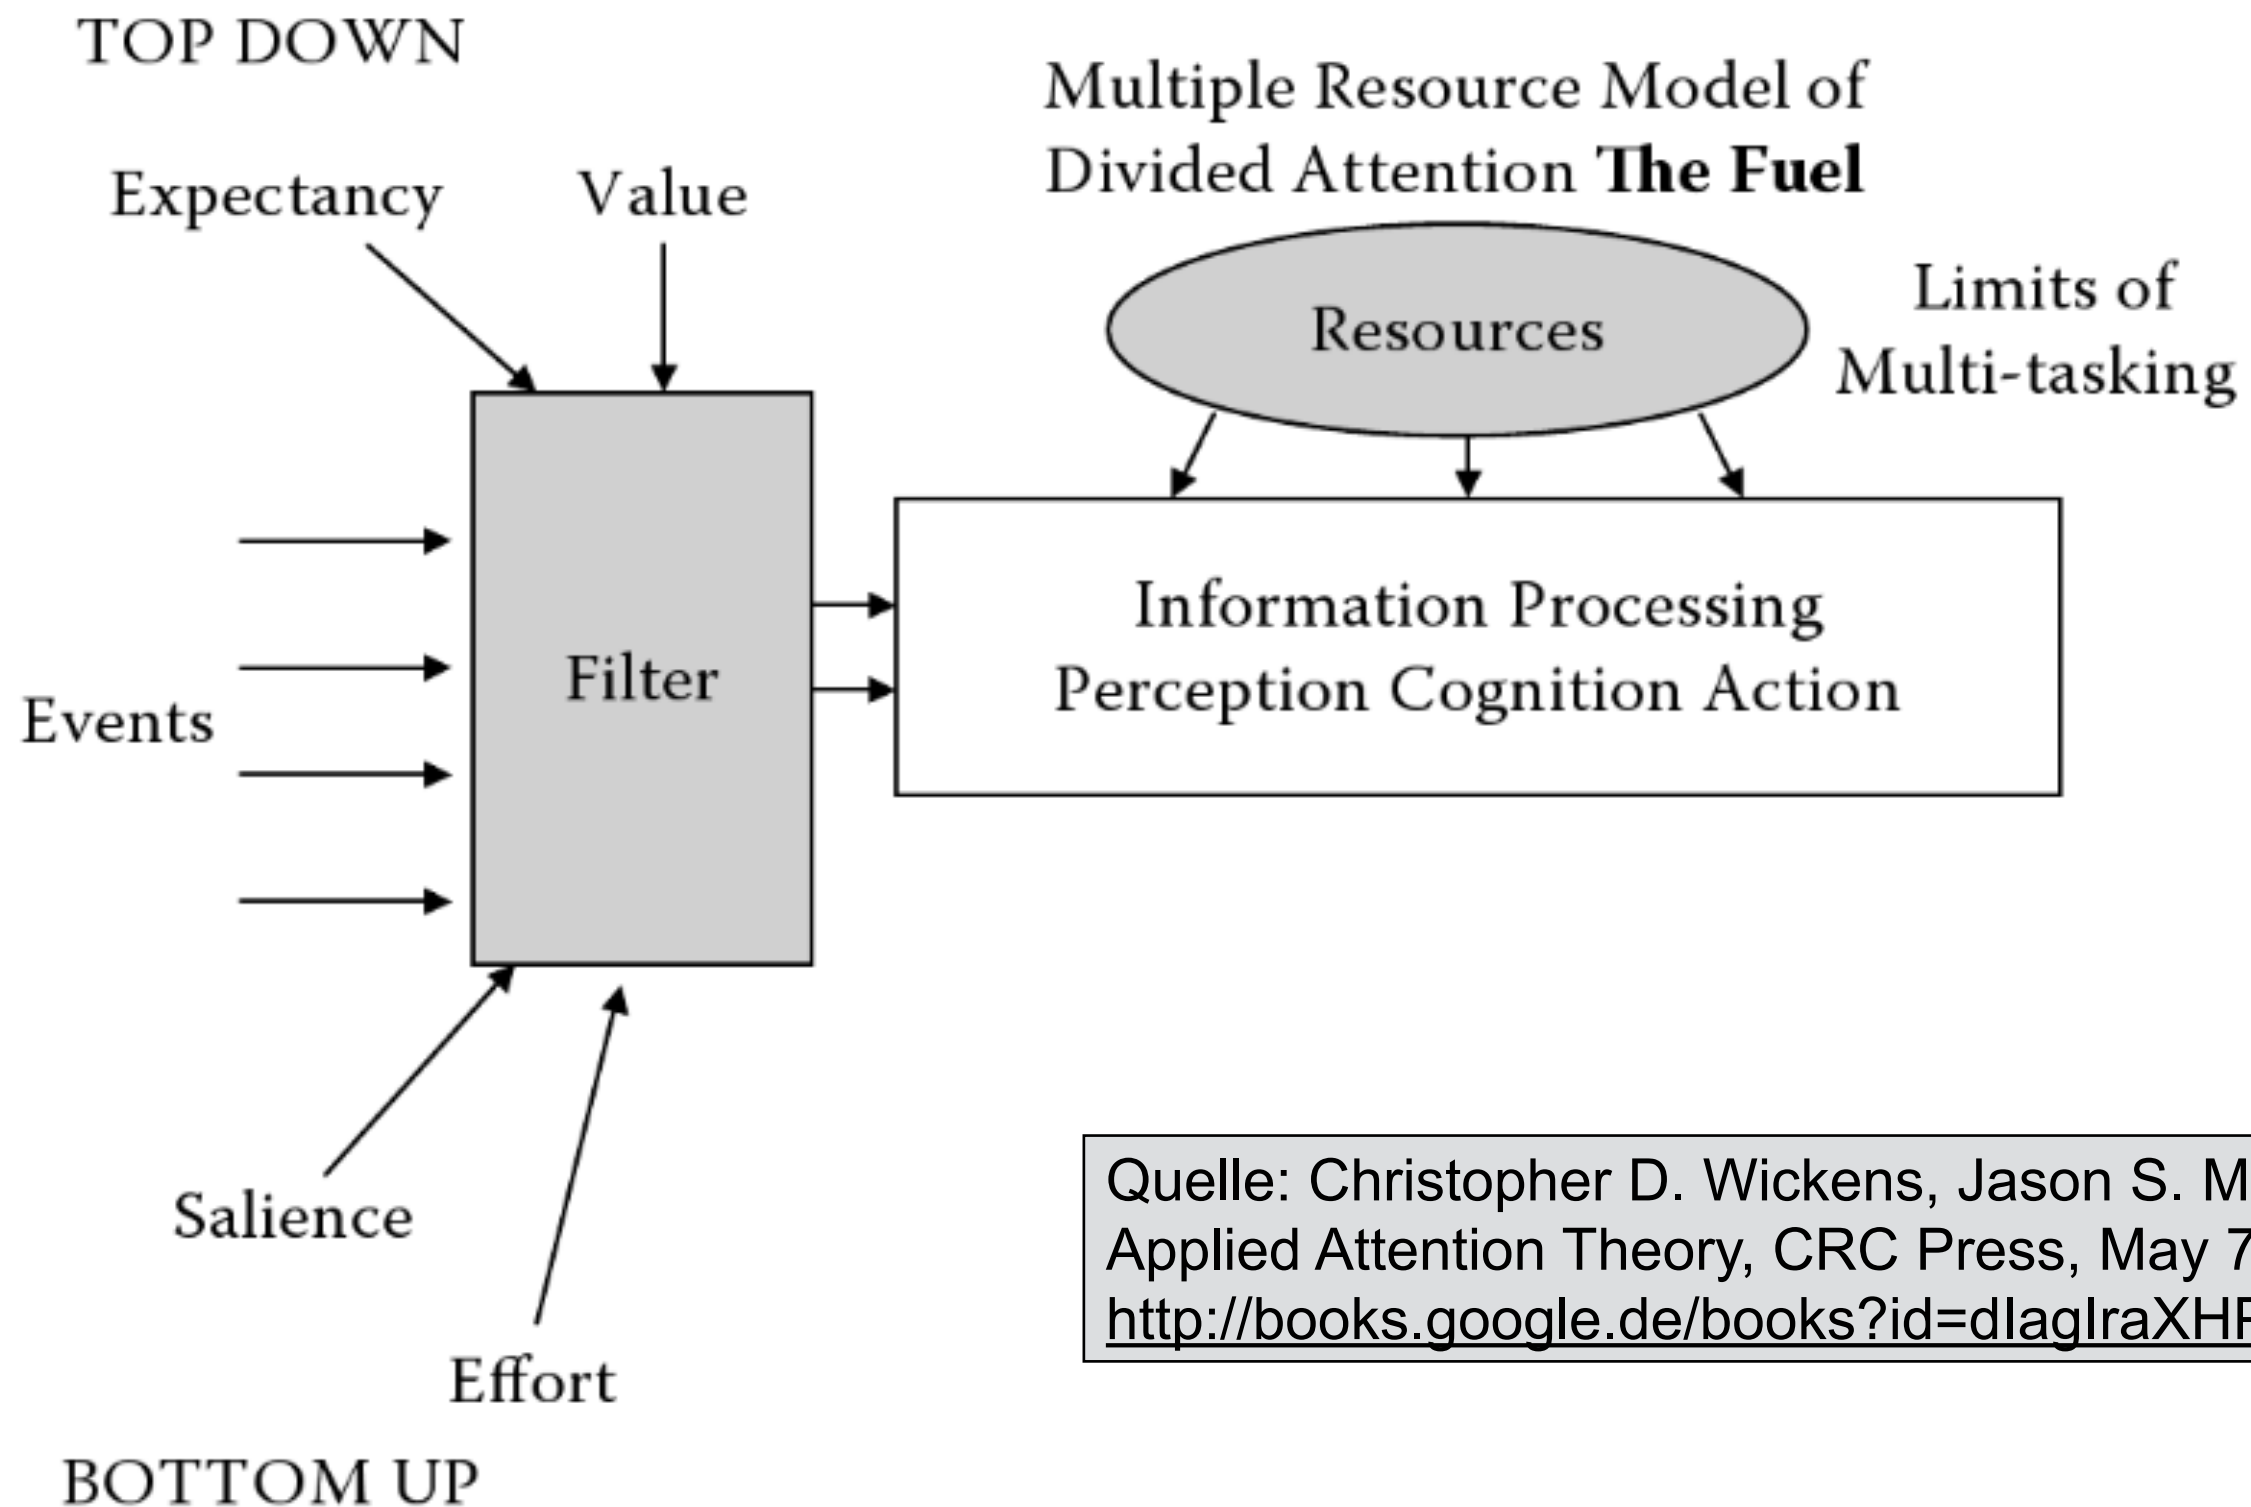 TOP DOWN
Expectancy
Value
Multiple Resource Model of
Divided Attention The Fuel
Resources
Limits of
Multi-tasking
Events
Filter
Information Processing
Perception Cognition Action
Salience
Effort
BOTTOM UP
Quelle: Christopher D. Wickens, Jason S. M
Applied Attention Theory, CRC Press, May 7
http://books.google.de/books?id=dIagIraXH